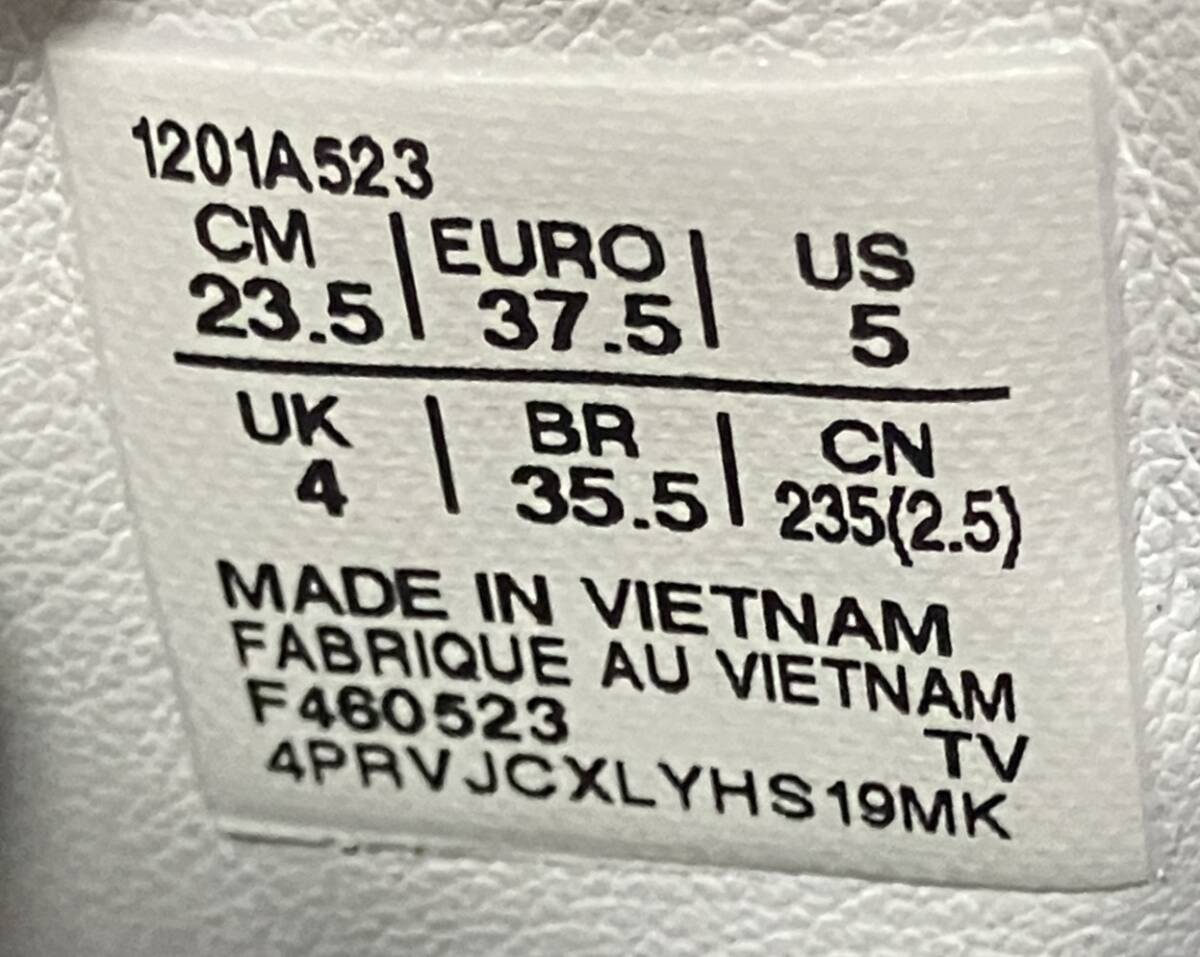 1201A523
CM | EURO | US
23.5 | 37.5 | 5
UK | BR | CN
4 | 35.5 | 235(2.5)
MADE IN VIETNAM
FABRIQUE AU VIETNAM
F460523 TV
4PRVJCXLYHS19MK